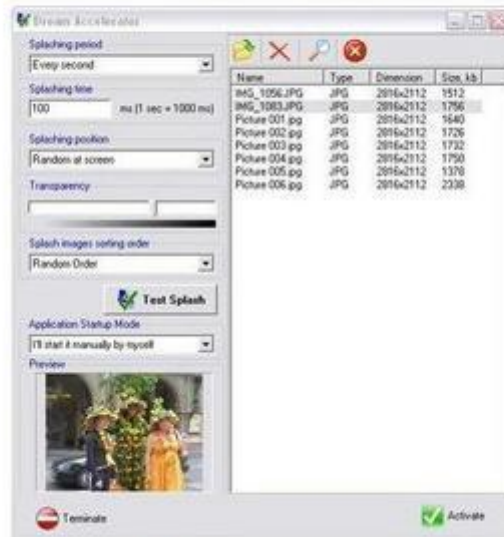 Dream Accelerator
Splashing period
Every second
Splashing time
100 ms (1 sec = 1000 ms)
Splashing position
Random at screen
Transparency
Splash images sorting order
Random Order
Test Splash
Application Startup Mode
I'll start it manually by myself
Preview
Terminate
Name Type Dimension Size, kb
IMG_1056.JPG JPG 2816x2112 1512
IMG_1083.JPG JPG 2816x2112 1756
Picture 001.jpg JPG 2816x2112 1640
Picture 002.jpg JPG 2816x2112 1726
Picture 003.jpg JPG 2816x2112 1732
Picture 004.jpg JPG 2816x2112 1750
Picture 005.jpg JPG 2816x2112 1378
Picture 006.jpg JPG 2816x2112 2338
Activate